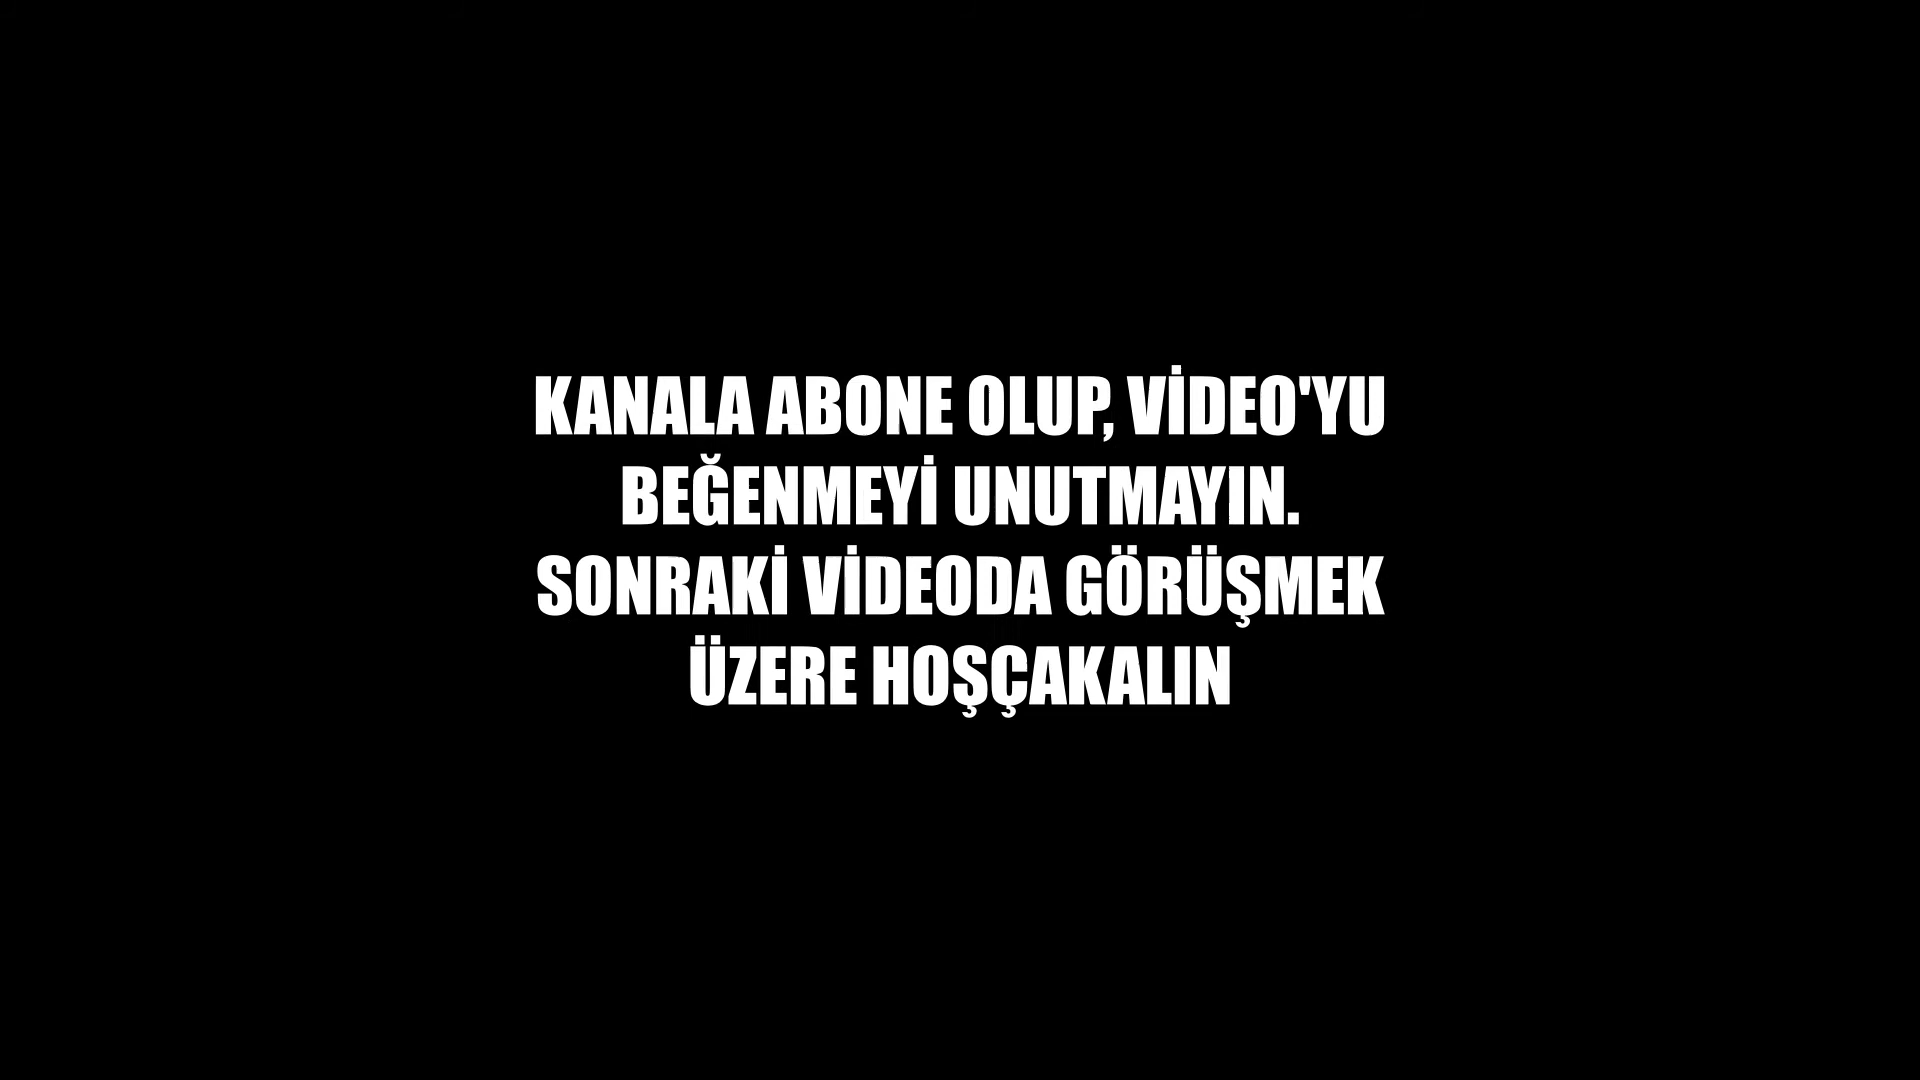 KANALA ABONE OLUP, VİDEO'YU
BEĞENMEYİ UNUTMAYIN.
SONRAKİ VİDEODA GÖRÜŞMEK
ÜZERE HOŞÇAKALIN